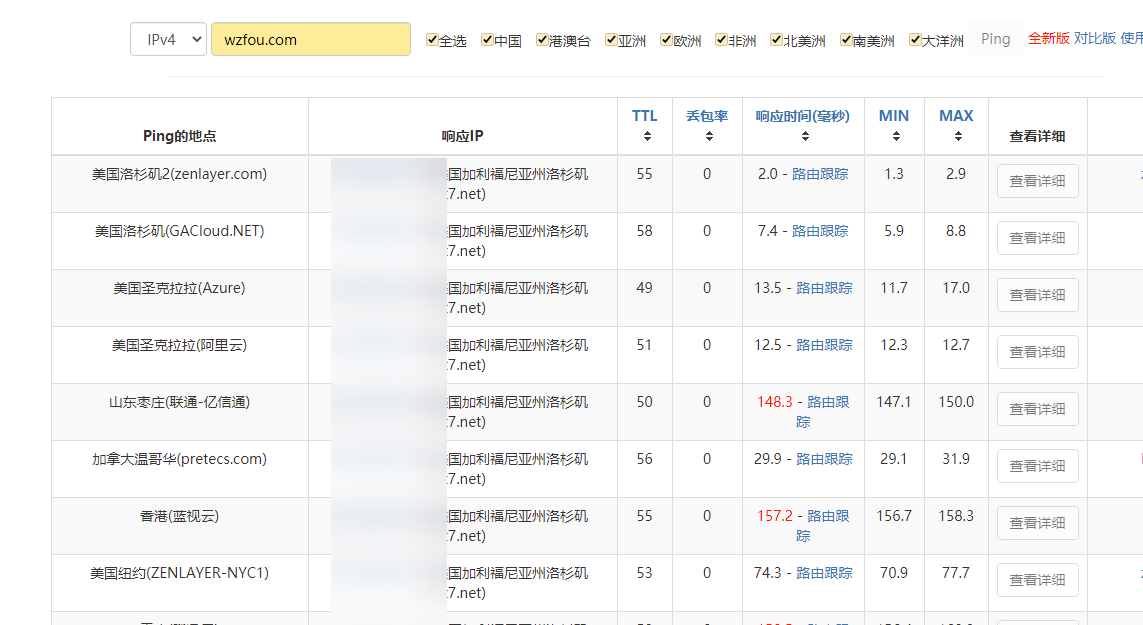 IPv4 wzfou.com 全选 中国 港澳台 亚洲 欧洲 非洲 北美洲 南美洲 大洋洲 Ping 全新版 对比版 使用
Ping的地点 响应IP TTL 丢包率 响应时间(毫秒) MIN MAX 查看详细
美国洛杉矶2(zenlayer.com) 国加利福尼亚州洛杉矶 55 0 2.0 - 路由跟踪 1.3 2.9 查看详细
7.net)
美国洛杉矶(GACloud.NET) 国加利福尼亚州洛杉矶 58 0 7.4 - 路由跟踪 5.9 8.8 查看详细
7.net)
美国圣克拉拉(Azure) 国加利福尼亚州洛杉矶 49 0 13.5 - 路由跟踪 11.7 17.0 查看详细
7.net)
美国圣克拉拉(阿里云) 国加利福尼亚州洛杉矶 51 0 12.5 - 路由跟踪 12.3 12.7 查看详细
7.net)
山东枣庄(联通-亿信通) 国加利福尼亚州洛杉矶 50 0 148.3 - 路由跟 147.1 150.0 查看详细
7.net) 踪
加拿大温哥华(pretecs.com) 国加利福尼亚州洛杉矶 56 0 29.9 - 路由跟踪 29.1 31.9 查看详细
7.net)
香港(蓝视云) 国加利福尼亚州洛杉矶 55 0 157.2 - 路由跟 156.7 158.3 查看详细
7.net) 踪
美国纽约(ZENLAYER-NYC1) 国加利福尼亚州洛杉矶 53 0 74.3 - 路由跟踪 70.9 77.7 查看详细
7.net)